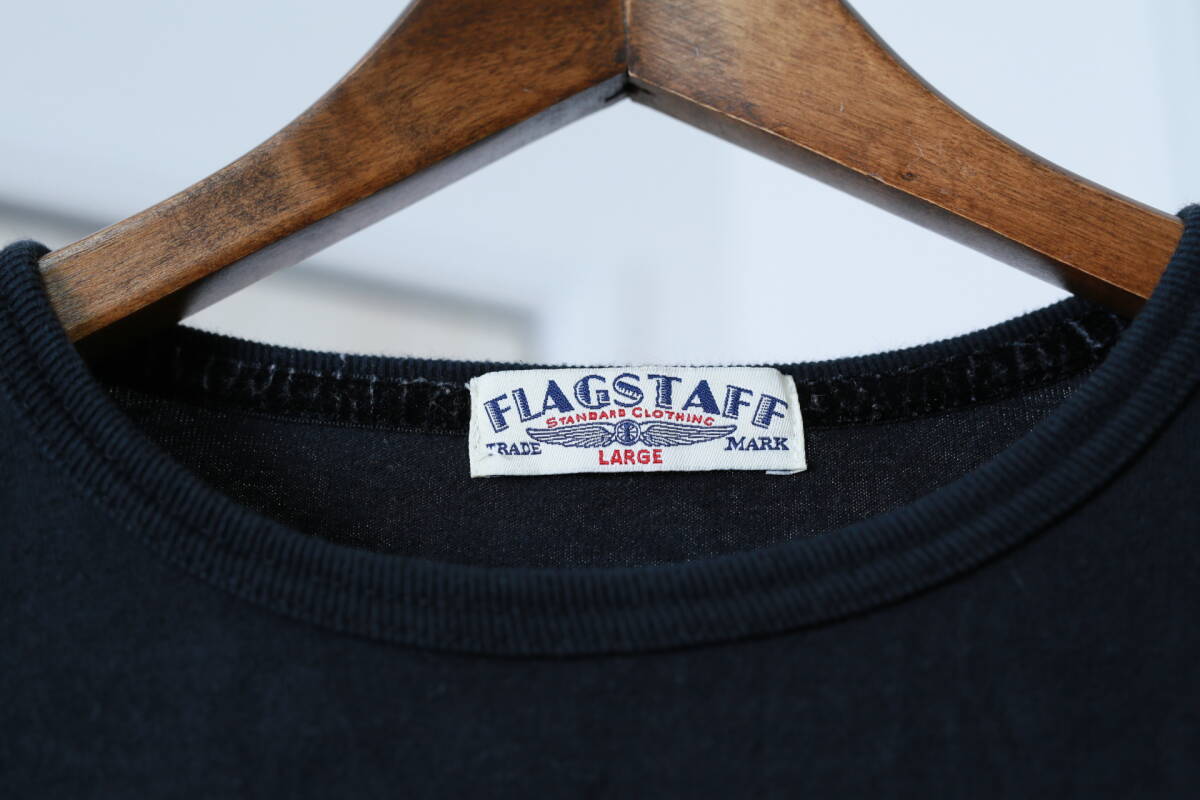 FLAGSTAFF
STANDARD CLOTHING
TRADE MARK
LARGE